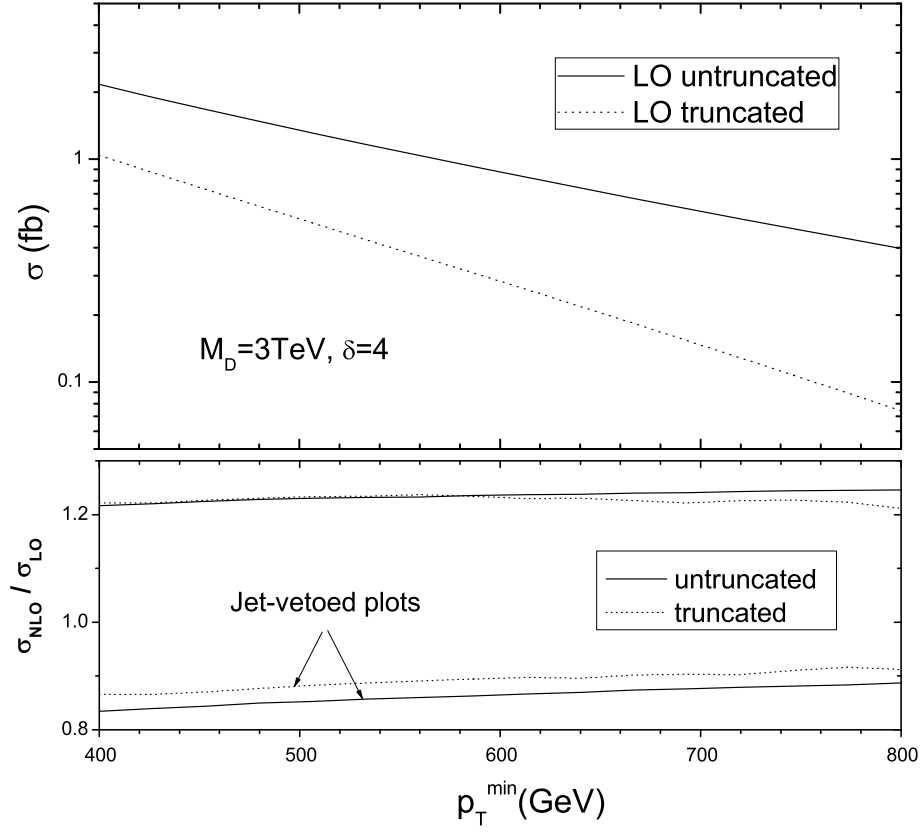 LO untruncated
LO truncated
1
0.1
σ (fb)
M_D=3TeV, δ=4
1.2
1.0
0.8
σ_NLO / σ_LO
untruncated
truncated
Jet-vetoed plots
400 500 600 700 800
p_T^min(GeV)